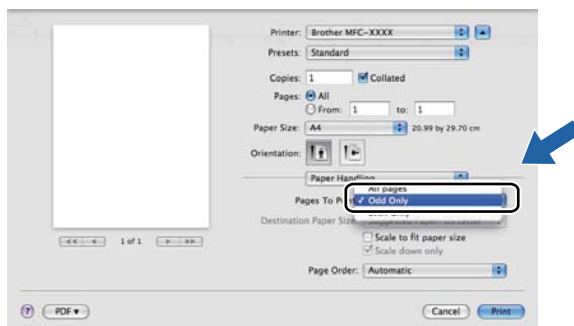 Printer: Brother MFC-XXXX
Presets: Standard
Copies: 1 Collated
Pages: All
From: 1 to: 1
Paper Size: A4 20.99 by 29.70 cm
Orientation:
Paper Handling
All pages
Pages To Print Odd Only
Destination Paper Size
1 of 1
Scale to fit paper size
Scale down only
Page Order: Automatic
? PDF Cancel Print